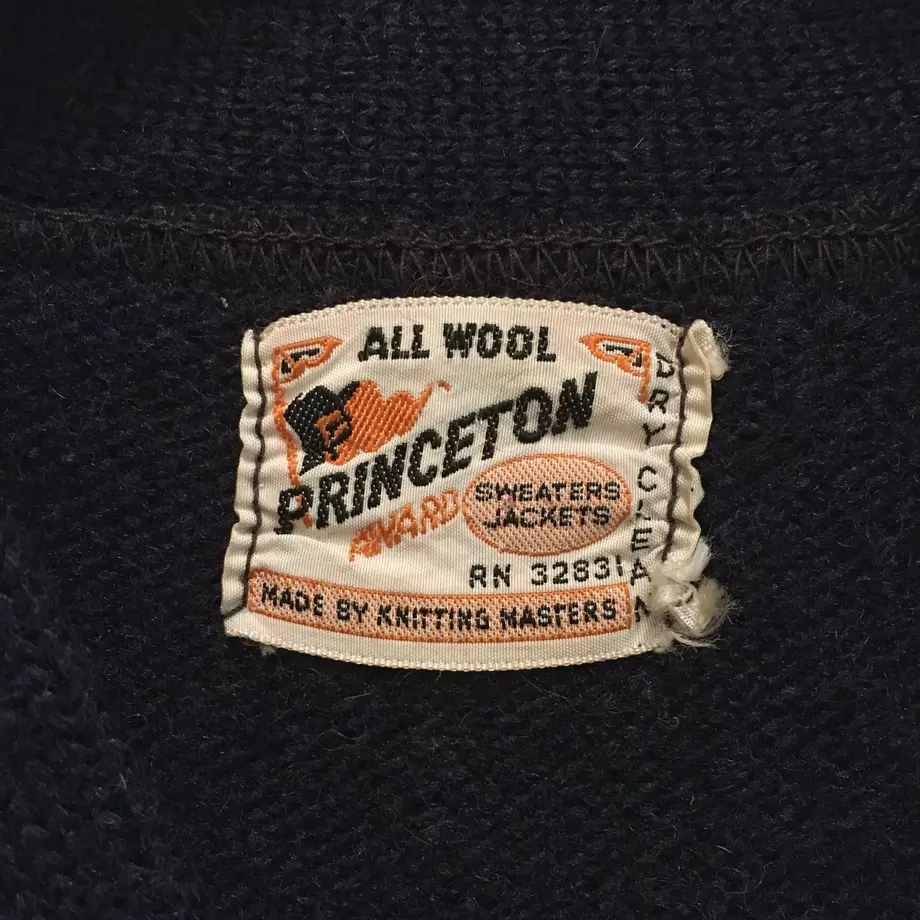 ALL WOOL
PRINCETON
AWARD
SWEATERS
JACKETS
RN 32831
MADE BY KNITTING MASTERS
DRY CLEAN